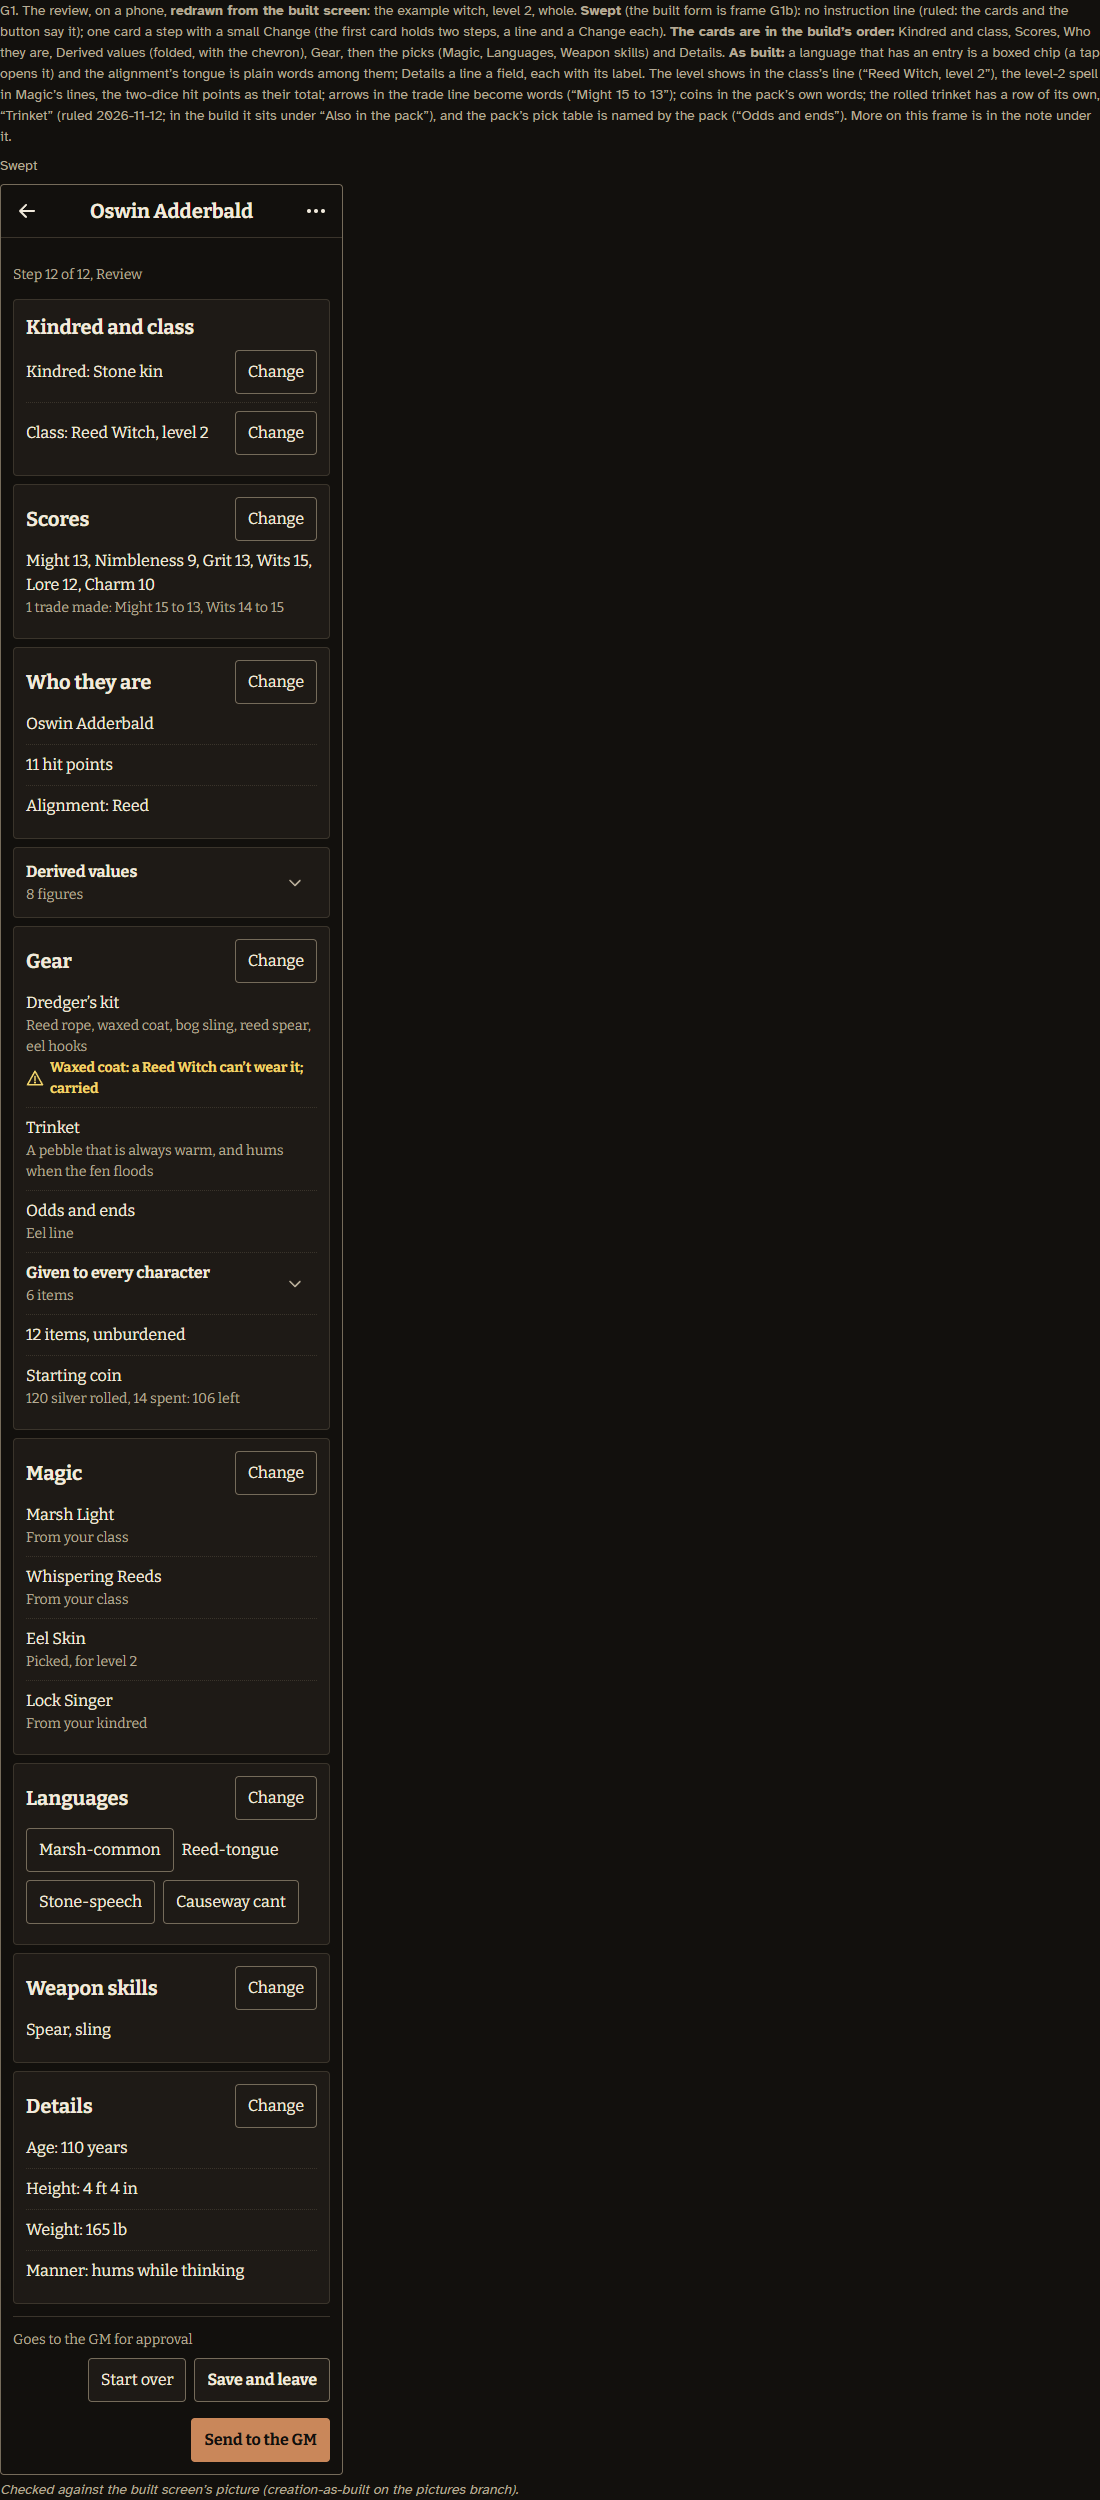 G1. The review, on a phone, redrawn from the built screen: the example witch, level 2, whole. Swept (the built form is frame G1b): no instruction line (ruled: the cards and the
button say it); one card a step with a small Change (the first card holds two steps, a line and a Change each). The cards are in the build’s order: Kindred and class, Scores, Who
they are, Derived values (folded, with the chevron), Gear, then the picks (Magic, Languages, Weapon skills) and Details. As built: a language that has an entry is a boxed chip (a tap
opens it) and the alignment’s tongue is plain words among them; Details a line a field, each with its label. The level shows in the class’s line (“Reed Witch, level 2”), the level-2 spell
in Magic’s lines, the two-dice hit points as their total; arrows in the trade line become words (“Might 15 to 13”); coins in the pack’s own words; the rolled trinket has a row of its own,
“Trinket” (ruled 2026-11-12; in the build it sits under “Also in the pack”), and the pack’s pick table is named by the pack (“Odds and ends”). More on this frame is in the note under
it.
Swept
Oswin Adderbald
Step 12 of 12, Review
Kindred and class
Kindred: Stone kin
Change
Class: Reed Witch, level 2
Change
Scores
Change
Might 13, Nimbleness 9, Grit 13, Wits 15,
Lore 12, Charm 10
1 trade made: Might 15 to 13, Wits 14 to 15
Who they are
Change
Oswin Adderbald
11 hit points
Alignment: Reed
Derived values
8 figures
Gear
Change
Dredger’s kit
Reed rope, waxed coat, bog sling, reed spear,
eel hooks
Waxed coat: a Reed Witch can’t wear it;
carried
Trinket
A pebble that is always warm, and hums
when the fen floods
Odds and ends
Eel line
Given to every character
6 items
12 items, unburdened
Starting coin
120 silver rolled, 14 spent: 106 left
Magic
Change
Marsh Light
From your class
Whispering Reeds
From your class
Eel Skin
Picked, for level 2
Lock Singer
From your kindred
Languages
Change
Marsh-common
Reed-tongue
Stone-speech
Causeway cant
Weapon skills
Change
Spear, sling
Details
Change
Age: 110 years
Height: 4 ft 4 in
Weight: 165 lb
Manner: hums while thinking
Goes to the GM for approval
Start over
Save and leave
Send to the GM
Checked against the built screen’s picture (creation-as-built on the pictures branch).